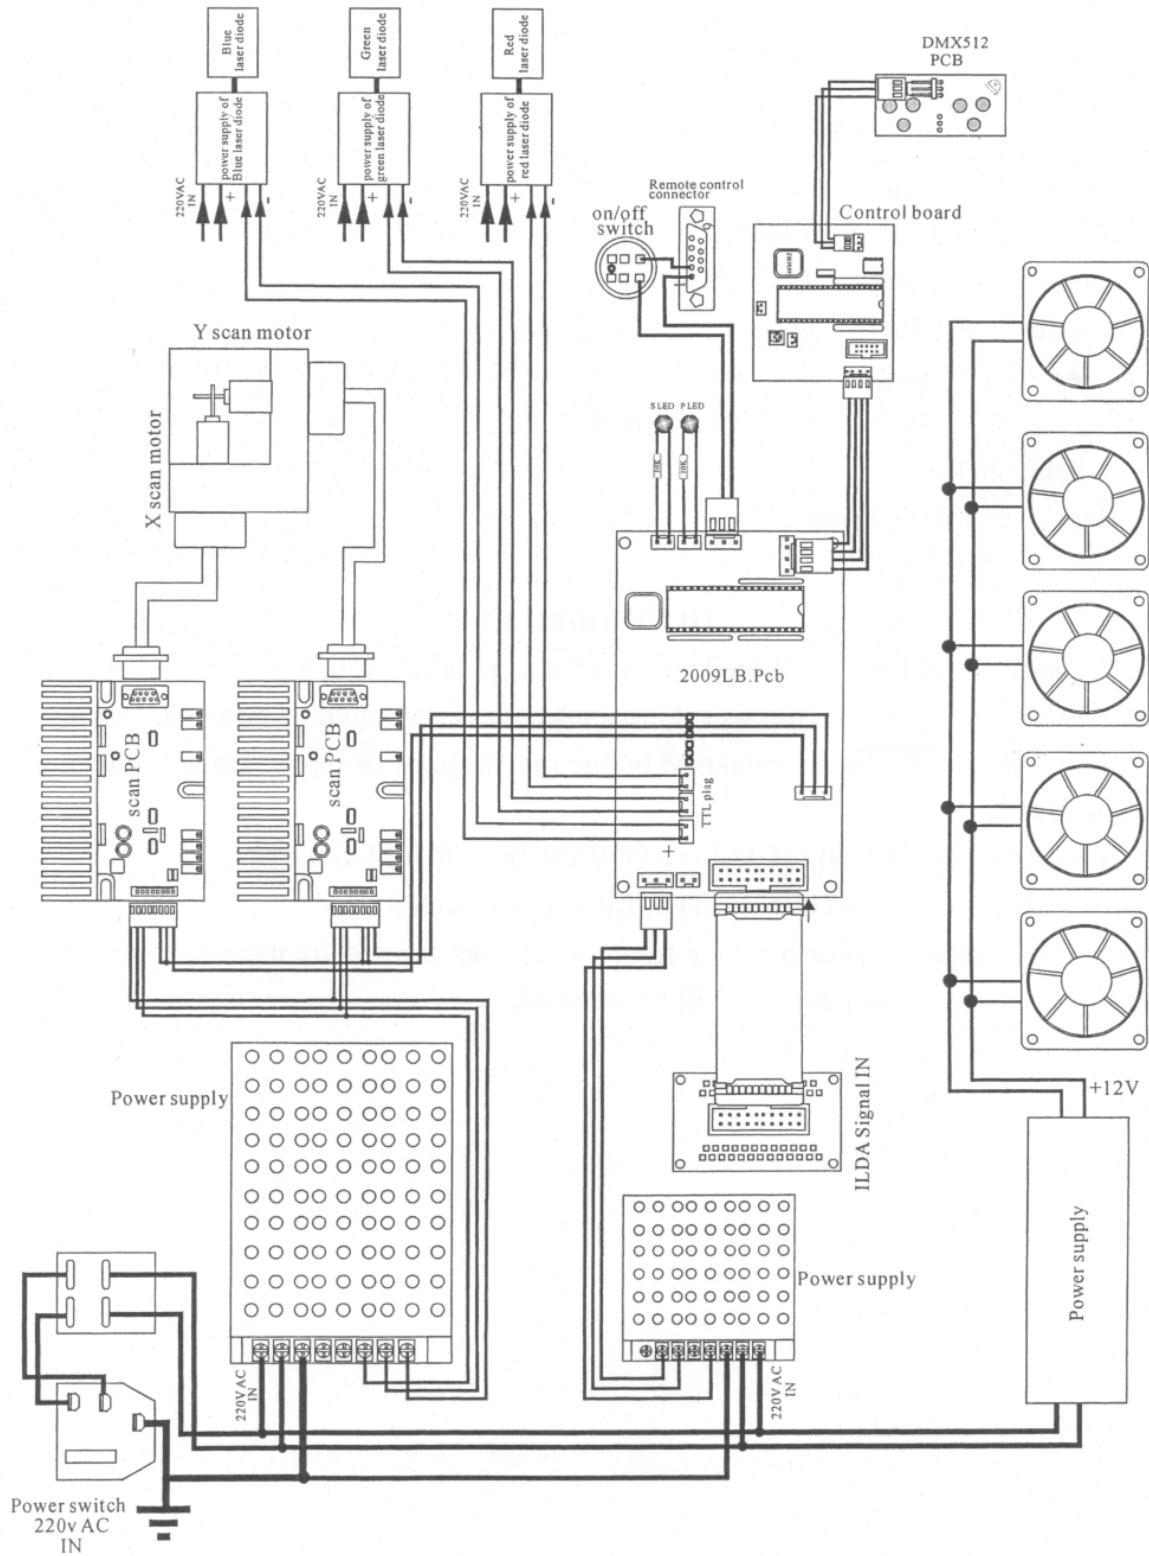 Blue
laser diode
Green
laser diode
Red
laser diode
DMX512
PCB
power supply of
Blue laser diode
power supply of
green laser diode
power supply of
red laser diode
220VAC
IN
+
-
220VAC
IN
+
-
220VAC
IN
+
-
Remote control
connector
on/off
switch
Control board
Y scan motor
X scan motor
S LED
P LED
2009LB.Pcb
scan PCB
scan PCB
TTL plag
+
Power supply
+12V
ILDA Signal IN
Power supply
Power supply
220V AC
IN
220V AC
IN
Power switch
220v AC
IN